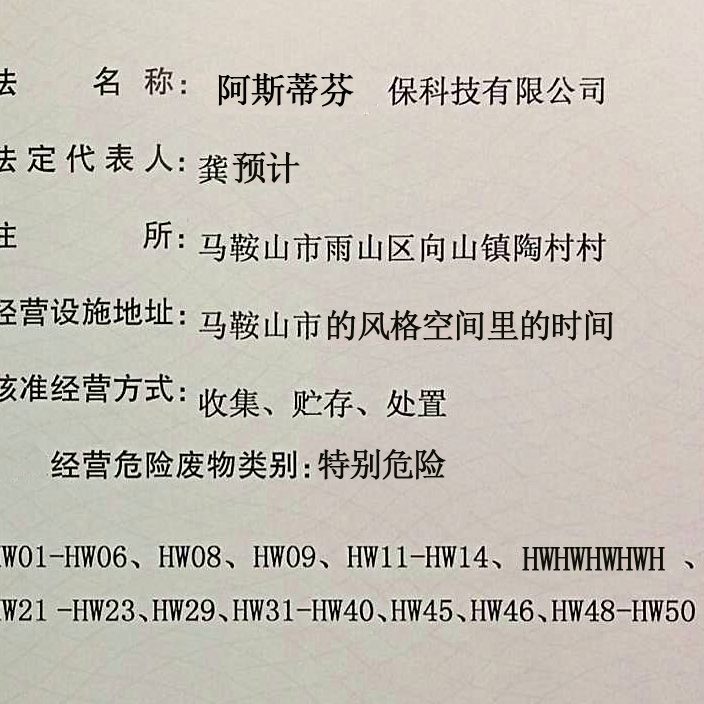 法 名 称: 阿斯蒂芬 保科技有限公司
法定代表人: 龚预计
住 所: 马鞍山市雨山区向山镇陶村村
经营设施地址: 马鞍山市的风格空间里的时间
核准经营方式: 收集、贮存、处置
经营危险废物类别: 特别危险
HW01-HW06、HW08、HW09、HW11-HW14、HWHWHWHWH 、
HW21 -HW23、HW29、HW31-HW40、HW45、HW46、HW48-HW50